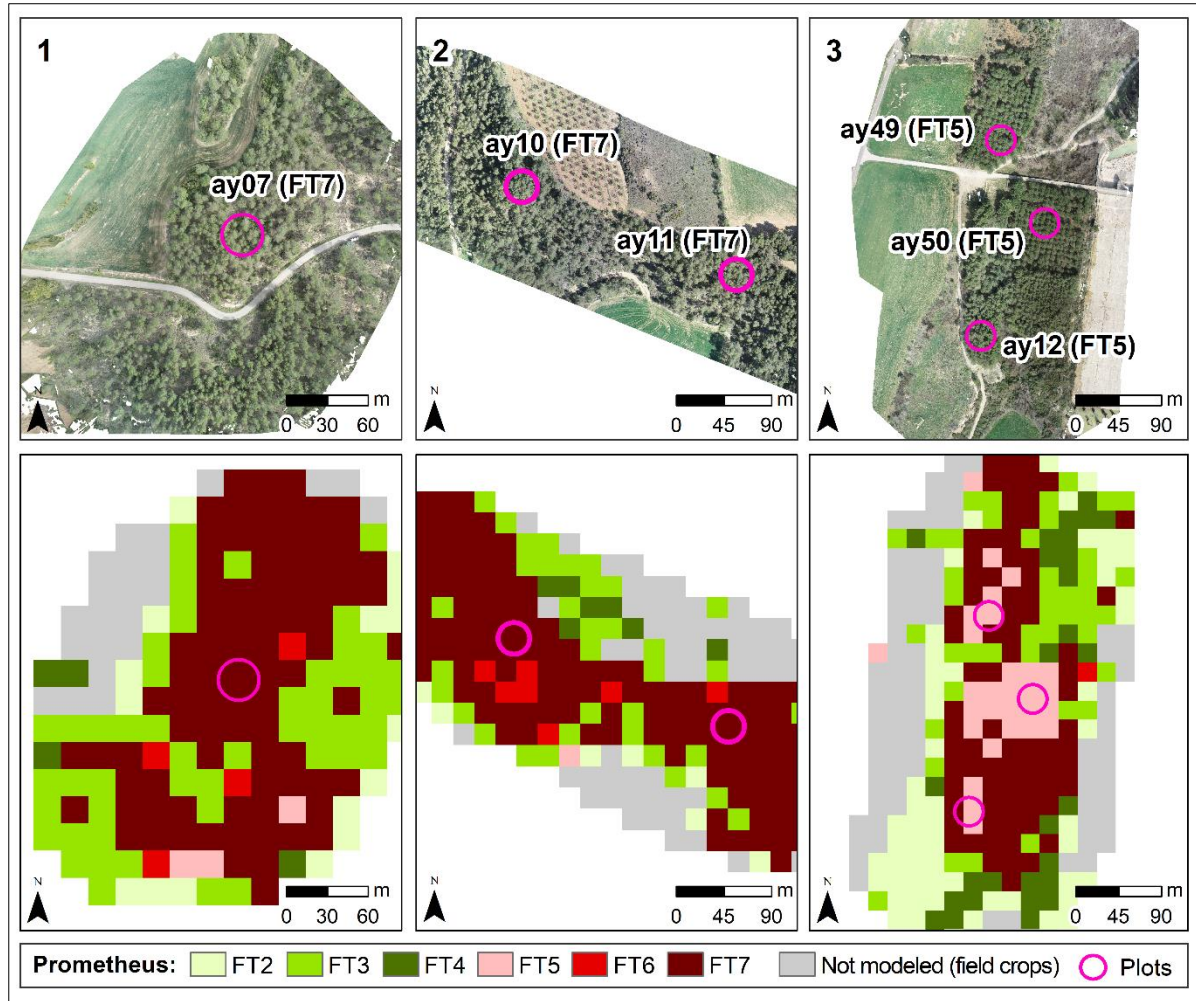 1
2
3
ay07 (FT7)
ay10 (FT7)
ay11 (FT7)
ay49 (FT5)
ay50 (FT5)
ay12 (FT5)
N
m
0 30 60
N
m
0 45 90
N
m
0 45 90
N
m
0 30 60
N
m
0 45 90
N
m
0 45 90
Prometheus: FT2 FT3 FT4 FT5 FT6 FT7 Not modeled (field crops) Plots